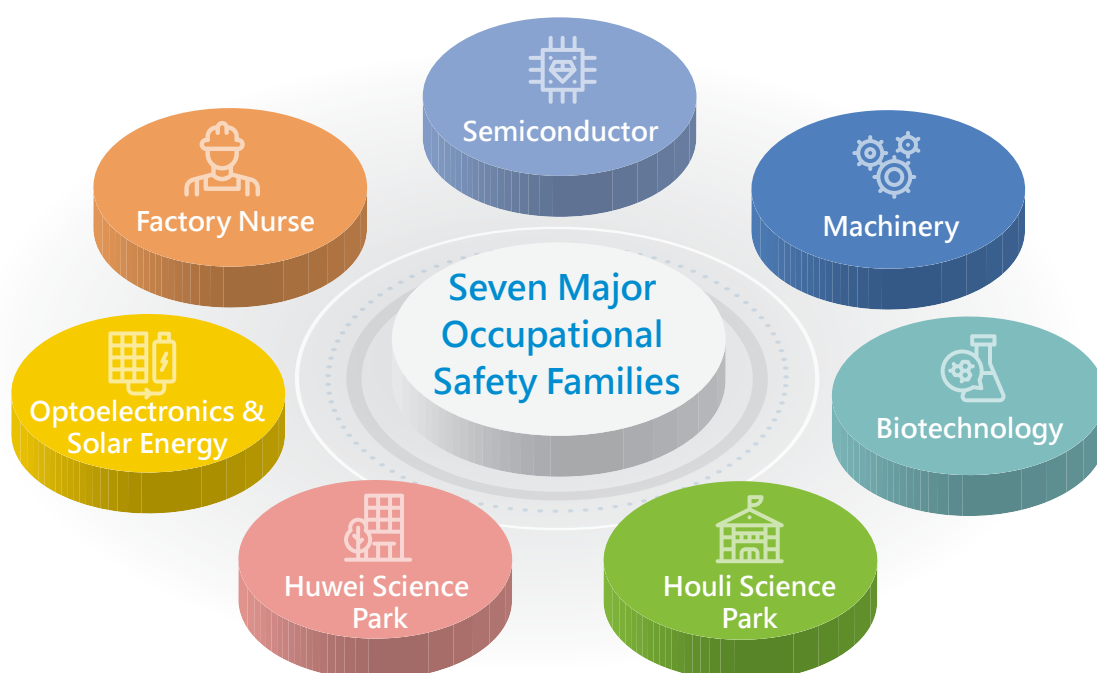 Semiconductor
Factory Nurse
Machinery
Seven Major
Occupational
Safety Families
Optoelectronics &
Solar Energy
Biotechnology
Huwei Science
Park
Houli Science
Park